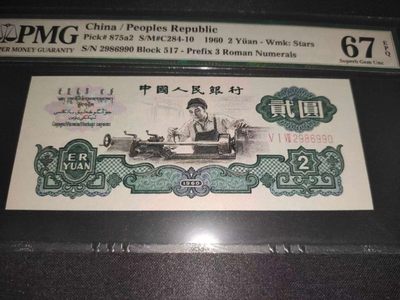 PMG
PAPER MONEY GUARANTY
China / Peoples Republic
Pick# 875a2 S/M#C284-10 1960 2 Yüan - Wmk: Stars
S/N 2986990 Block 517 - Prefix 3 Roman Numerals
67 EPQ
Superb Gem Unc
中國人民銀行
貳圓
V I VII 2986990
ER
YUAN
1960
2